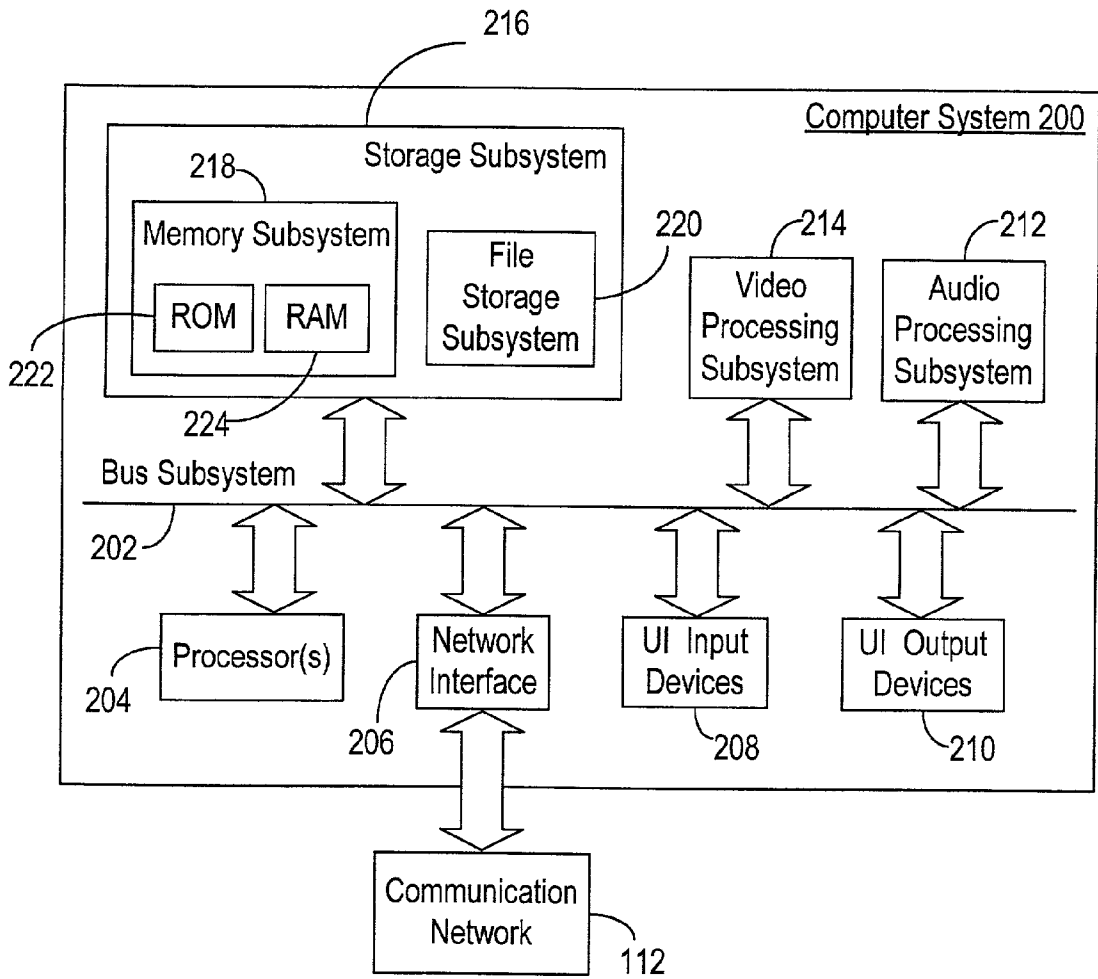 216
Computer System 200
Storage Subsystem
218
Memory Subsystem
ROM
RAM
222
224
File
Storage
Subsystem
220
214
Video
Processing
Subsystem
212
Audio
Processing
Subsystem
Bus Subsystem
202
Processor(s)
204
Network
Interface
206
UI Input
Devices
208
UI Output
Devices
210
Communication
Network
112